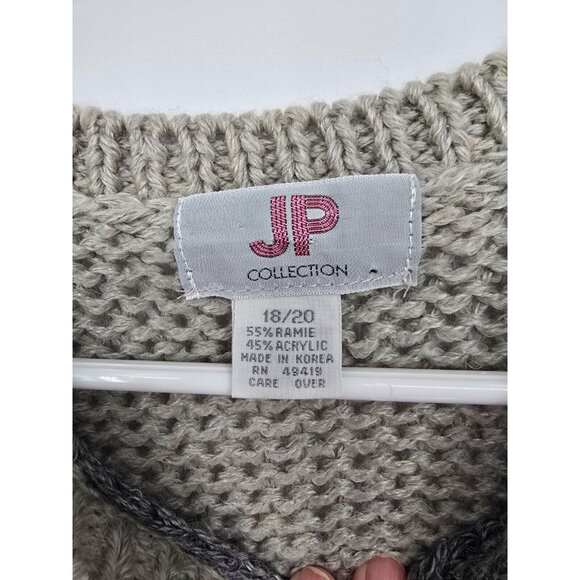 JP
COLLECTION
18/20
55% RAMIE
45% ACRYLIC
MADE IN KOREA
RN 49419
CARE OVER